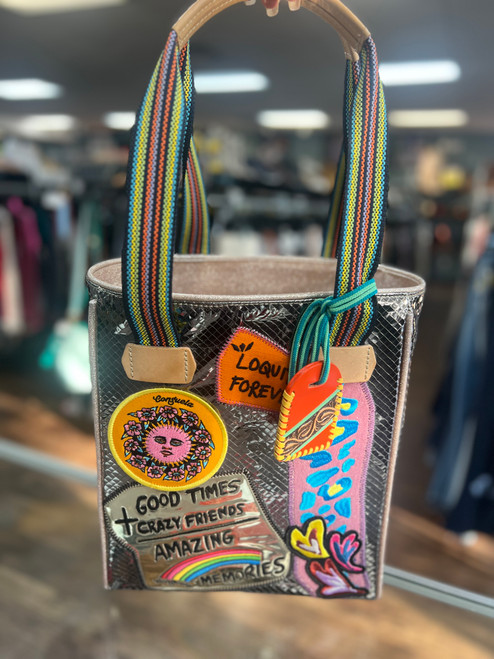 LOQUI
FOREV
Consuela
+ GOOD TIMES
CRAZY FRIENDS
AMAZING
MEMORIES